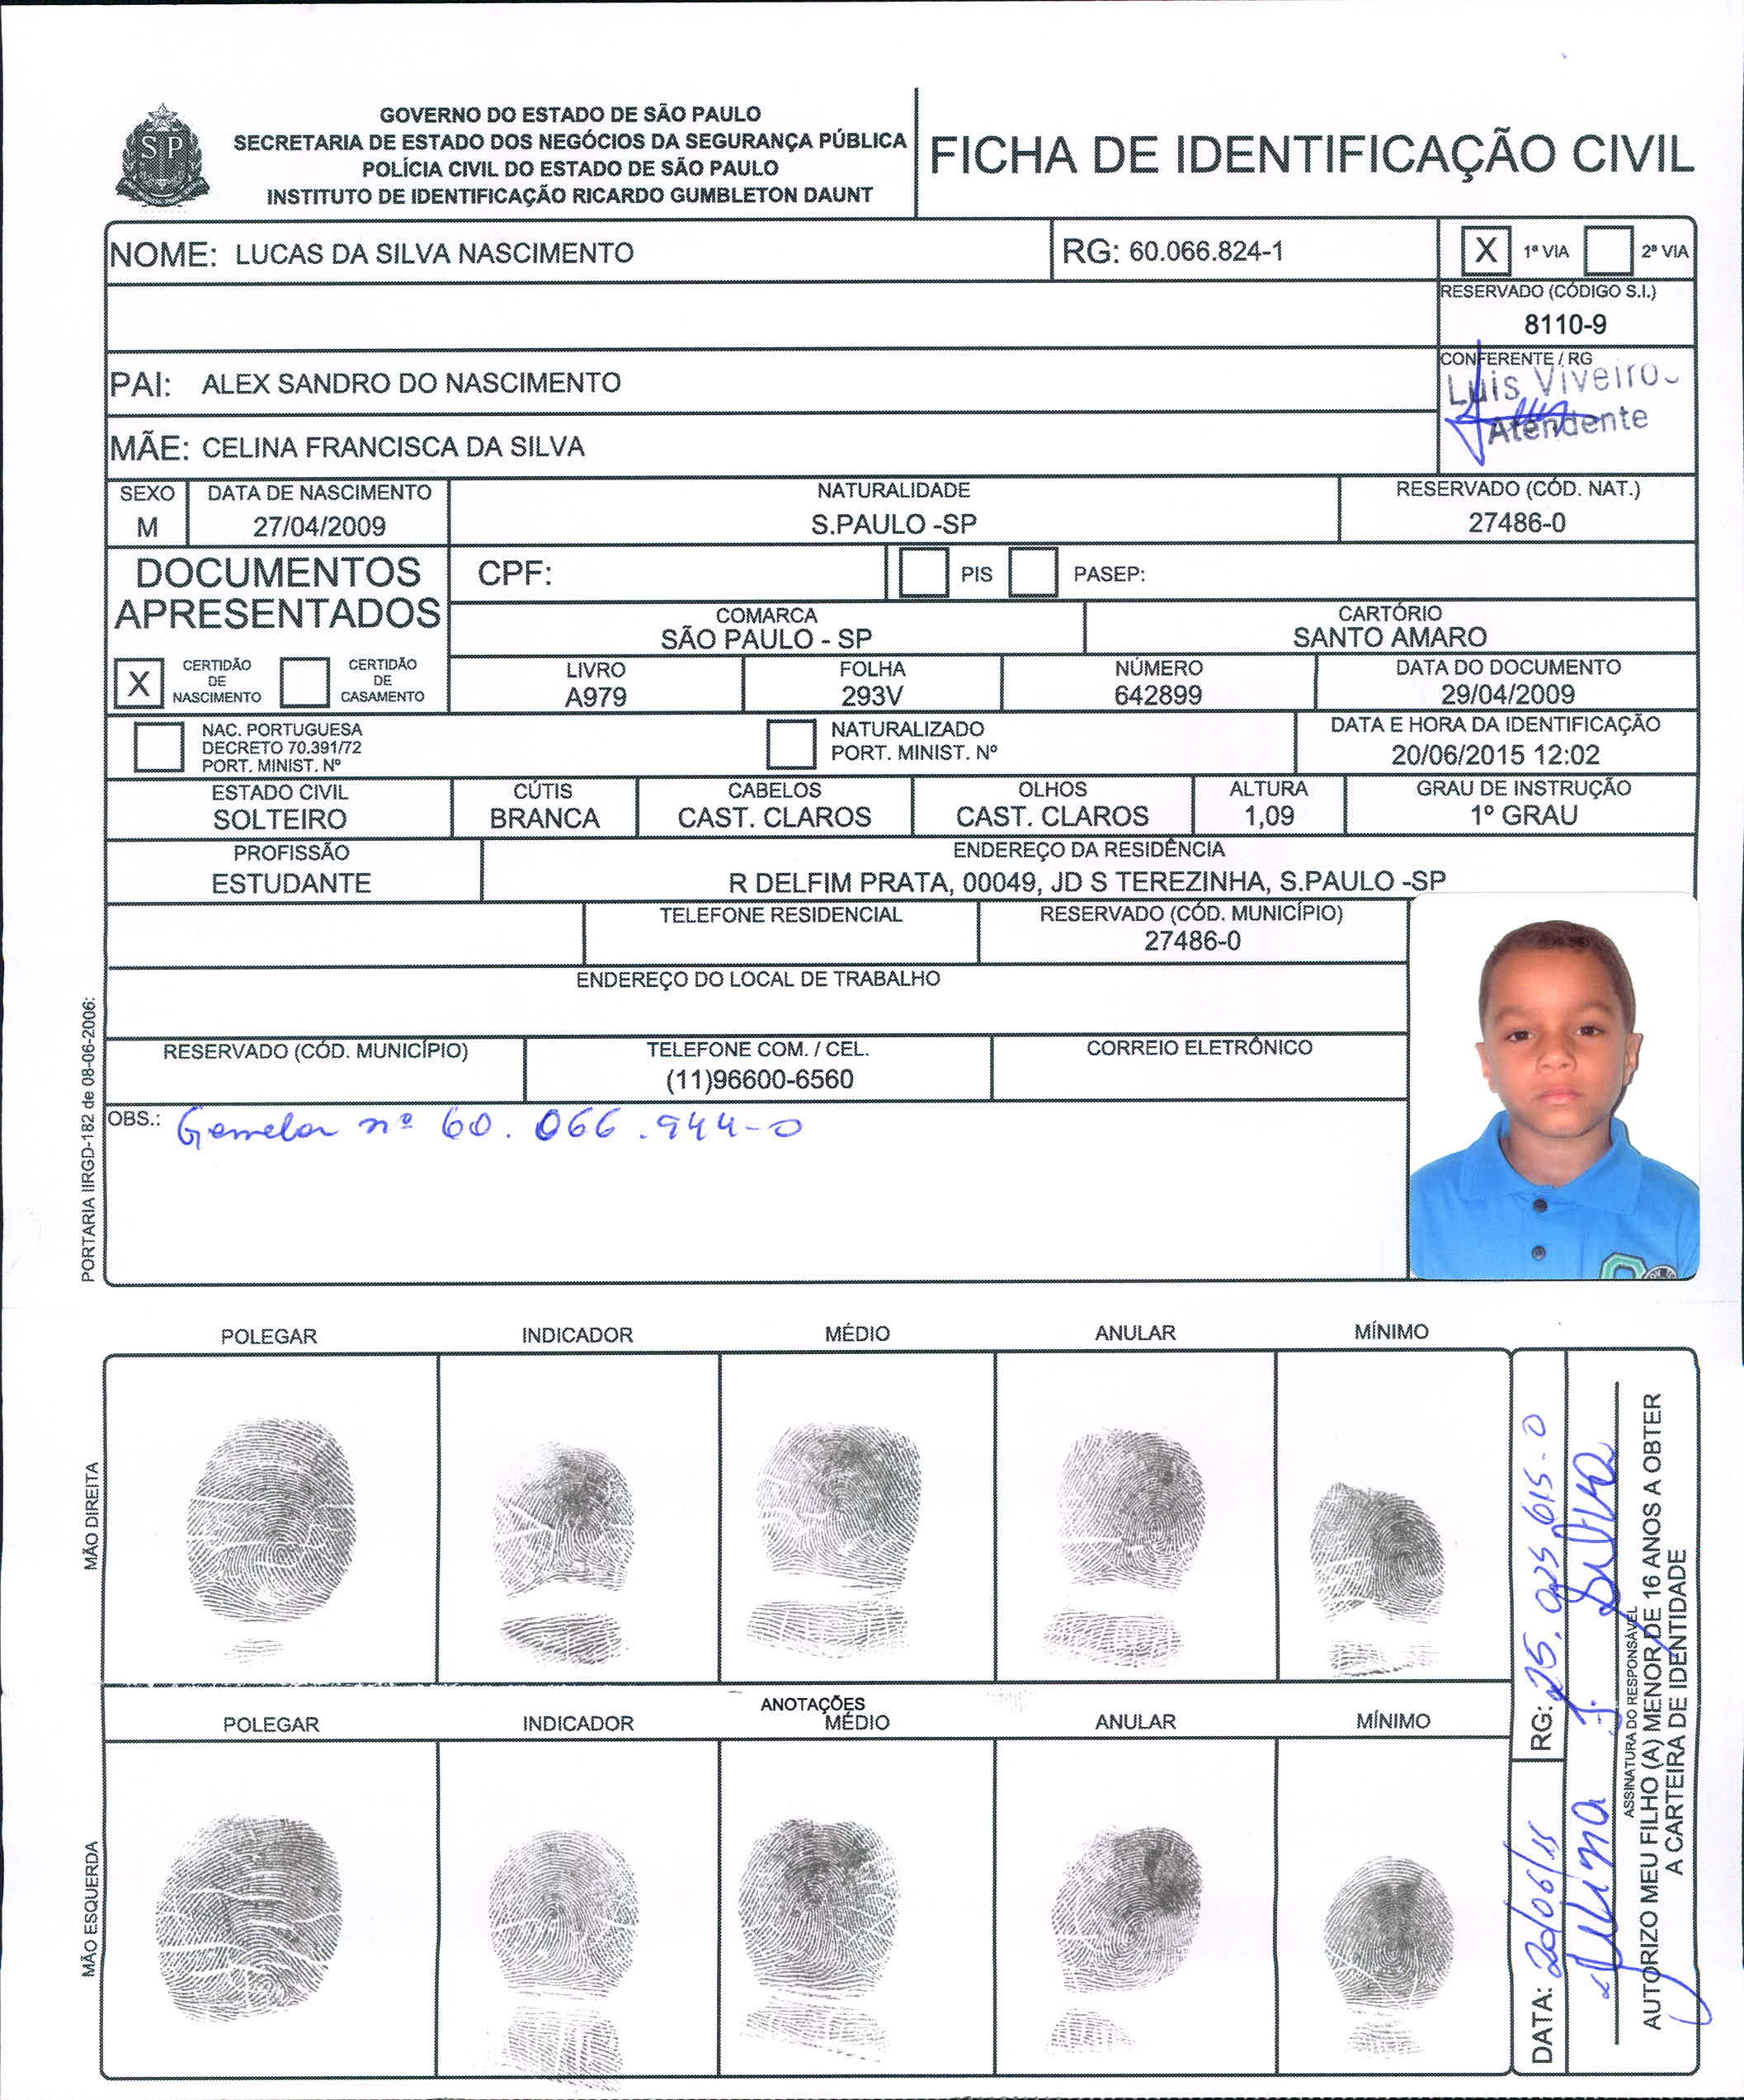 SP
GOVERNO DO ESTADO DE SÃO PAULO
SECRETARIA DE ESTADO DOS NEGÓCIOS DA SEGURANÇA PÚBLICA
POLÍCIA CIVIL DO ESTADO DE SÃO PAULO
INSTITUTO DE IDENTIFICAÇÃO RICARDO GUMBLETON DAUNT
FICHA DE IDENTIFICAÇÃO CIVIL
NOME: LUCAS DA SILVA NASCIMENTO
RG: 60.066.824-1
X 1ª VIA 2ª VIA
RESERVADO (CÓDIGO S.I.)
8110-9
PAI: ALEX SANDRO DO NASCIMENTO
CONFERENTE / RG
Luis Viveiros
Atendente
MÃE: CELINA FRANCISCA DA SILVA
SEXO DATA DE NASCIMENTO NATURALIDADE RESERVADO (CÓD. NAT.)
M 27/04/2009 S.PAULO -SP 27486-0
DOCUMENTOS
APRESENTADOS
CPF: PIS PASEP:
COMARCA CARTÓRIO
SÃO PAULO - SP SANTO AMARO
X CERTIDÃO DE NASCIMENTO CERTIDÃO DE CASAMENTO
LIVRO FOLHA NÚMERO DATA DO DOCUMENTO
A979 293V 642899 29/04/2009
NAC. PORTUGUESA
DECRETO 70.391/72
PORT. MINIST. Nº
NATURALIZADO
PORT. MINIST. Nº
DATA E HORA DA IDENTIFICAÇÃO
20/06/2015 12:02
ESTADO CIVIL CÚTIS CABELOS OLHOS ALTURA GRAU DE INSTRUÇÃO
SOLTEIRO BRANCA CAST. CLAROS CAST. CLAROS 1,09 1º GRAU
PROFISSÃO ENDEREÇO DA RESIDÊNCIA
ESTUDANTE R DELFIM PRATA, 00049, JD S TEREZINHA, S.PAULO -SP
TELEFONE RESIDENCIAL RESERVADO (CÓD. MUNICÍPIO)
27486-0
ENDEREÇO DO LOCAL DE TRABALHO
RESERVADO (CÓD. MUNICÍPIO) TELEFONE COM. / CEL. CORREIO ELETRÔNICO
(11)96600-6560
OBS.: nº 60.066.944-0
PORTARIA IIRGD-182 de 08-06-2006:
POLEGAR INDICADOR MÉDIO ANULAR MÍNIMO
MÃO DIREITA
ANOTAÇÕES
POLEGAR INDICADOR MÉDIO ANULAR MÍNIMO
MÃO ESQUERDA
DATA: 20/06/15 RG:
Silva
ASSINATURA DO RESPONSÁVEL
AUTORIZO MEU FILHO (A) MENOR DE 16 ANOS A OBTER
A CARTEIRA DE IDENTIDADE